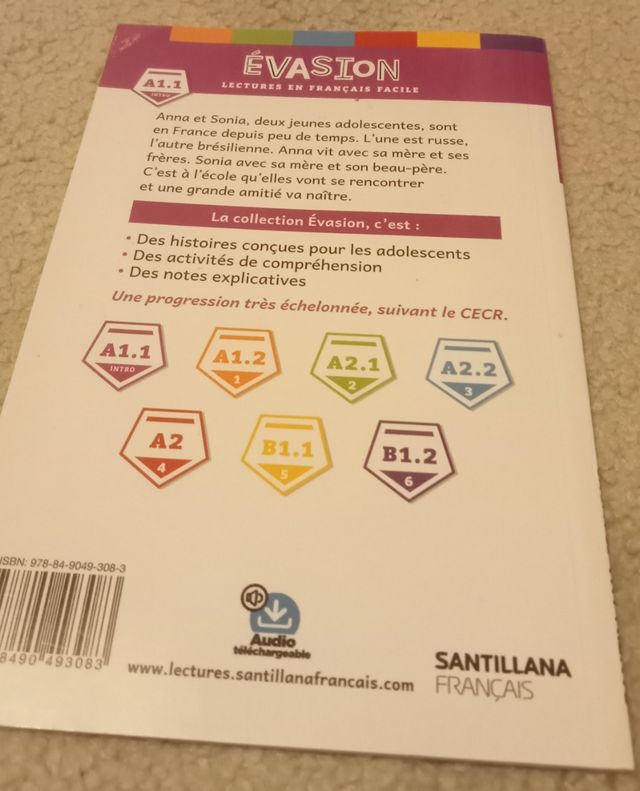 A1.1
INTRO
ÉVASION
LECTURES EN FRANÇAIS FACILE
Anna et Sonia, deux jeunes adolescentes, sont
en France depuis peu de temps. L'une est russe,
l'autre brésilienne. Anna vit avec sa mère et ses
frères. Sonia avec sa mère et son beau-père.
C'est à l'école qu'elles vont se rencontrer
et une grande amitié va naître.
La collection Évasion, c'est :
• Des histoires conçues pour les adolescents
• Des activités de compréhension
• Des notes explicatives
Une progression très échelonnée, suivant le CECR.
A1.1
INTRO
A1.2
1
A2.1
2
A2.2
3
A2
4
B1.1
5
B1.2
6
ISBN: 978-84-9049-308-3
8490 493083
Audio
téléchargeable
www.lectures.santillanafrancais.com
SANTILLANA
FRANÇAIS